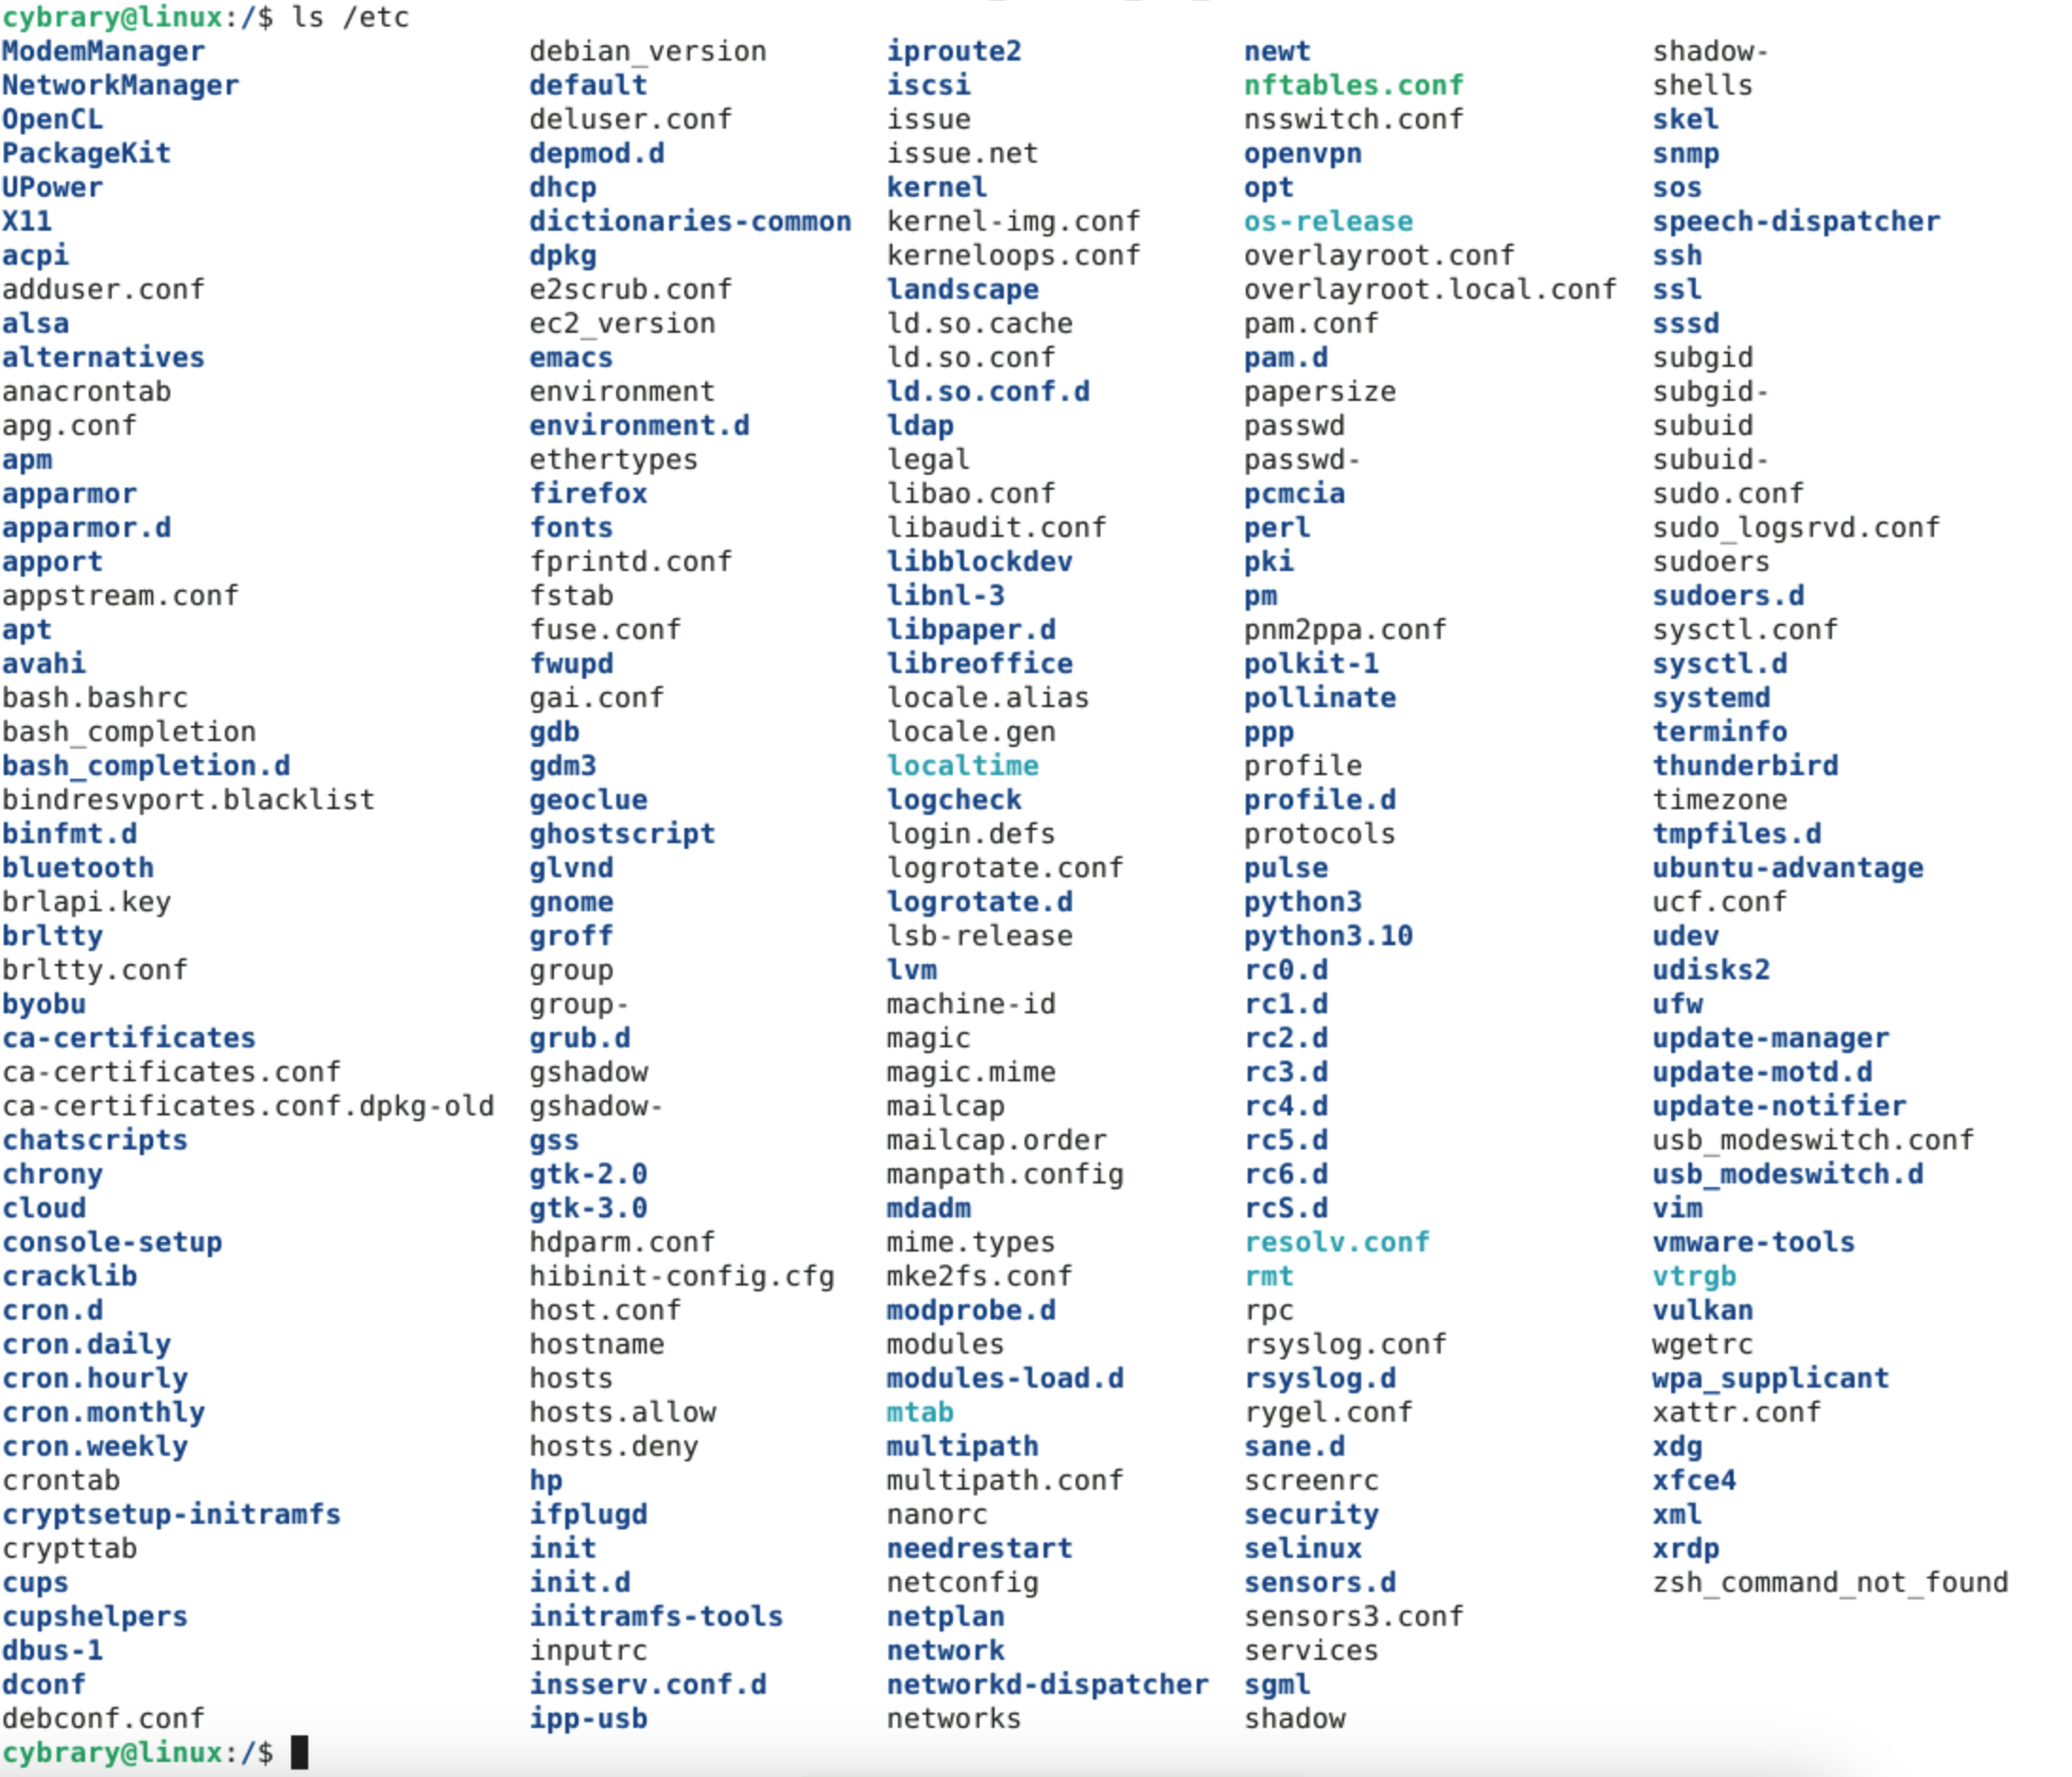 cybrary@linux:/$ ls /etc
ModemManager debian_version iproute2 newt shadow-
NetworkManager default iscsi nftables.conf shells
OpenCL deluser.conf issue nsswitch.conf skel
PackageKit depmod.d issue.net openvpn snmp
UPower dhcp kernel opt sos
X11 dictionaries-common kernel-img.conf os-release speech-dispatcher
acpi dpkg kerneloops.conf overlayroot.conf ssh
adduser.conf e2scrub.conf landscape overlayroot.local.conf ssl
alsa ec2_version ld.so.cache pam.conf sssd
alternatives emacs ld.so.conf pam.d subgid
anacrontab environment ld.so.conf.d papersize subgid-
apg.conf environment.d ldap passwd subuid
apm ethertypes legal passwd- subuid-
apparmor firefox libao.conf pcmcia sudo.conf
apparmor.d fonts libaudit.conf perl sudo_logsrvd.conf
apport fprintd.conf libblockdev pki sudoers
appstream.conf fstab libnl-3 pm sudoers.d
apt fuse.conf libpaper.d pnm2ppa.conf sysctl.conf
avahi fwupd libreoffice polkit-1 sysctl.d
bash.bashrc gai.conf locale.alias pollinate systemd
bash_completion gdb locale.gen ppp terminfo
bash_completion.d gdm3 localtime profile thunderbird
bindresvport.blacklist geoclue logcheck profile.d timezone
binfmt.d ghostscript login.defs protocols tmpfiles.d
bluetooth glvnd logrotate.conf pulse ubuntu-advantage
brlapi.key gnome logrotate.d python3 ucf.conf
brltty groff lsb-release python3.10 udev
brltty.conf group lvm rc0.d udisks2
byobu group- machine-id rc1.d ufw
ca-certificates grub.d magic rc2.d update-manager
ca-certificates.conf gshadow magic.mime rc3.d update-motd.d
ca-certificates.conf.dpkg-old gshadow- mailcap rc4.d update-notifier
chatscripts gss mailcap.order rc5.d usb_modeswitch.conf
chrony gtk-2.0 manpath.config rc6.d usb_modeswitch.d
cloud gtk-3.0 mdadm rcS.d vim
console-setup hdparm.conf mime.types resolv.conf vmware-tools
cracklib hibinit-config.cfg mke2fs.conf rmt vtrgb
cron.d host.conf modprobe.d rpc vulkan
cron.daily hostname modules rsyslog.conf wgetrc
cron.hourly hosts modules-load.d rsyslog.d wpa_supplicant
cron.monthly hosts.allow mtab rygel.conf xattr.conf
cron.weekly hosts.deny multipath sane.d xdg
crontab hp multipath.conf screenrc xfce4
cryptsetup-initramfs ifplugd nanorc security xml
crypttab init needrestart selinux xrdp
cups init.d netconfig sensors.d zsh_command_not_found
cupshelpers initramfs-tools netplan sensors3.conf
dbus-1 inputrc network services
dconf insserv.conf.d networkd-dispatcher sgml
debconf.conf ipp-usb networks shadow
cybrary@linux:/$